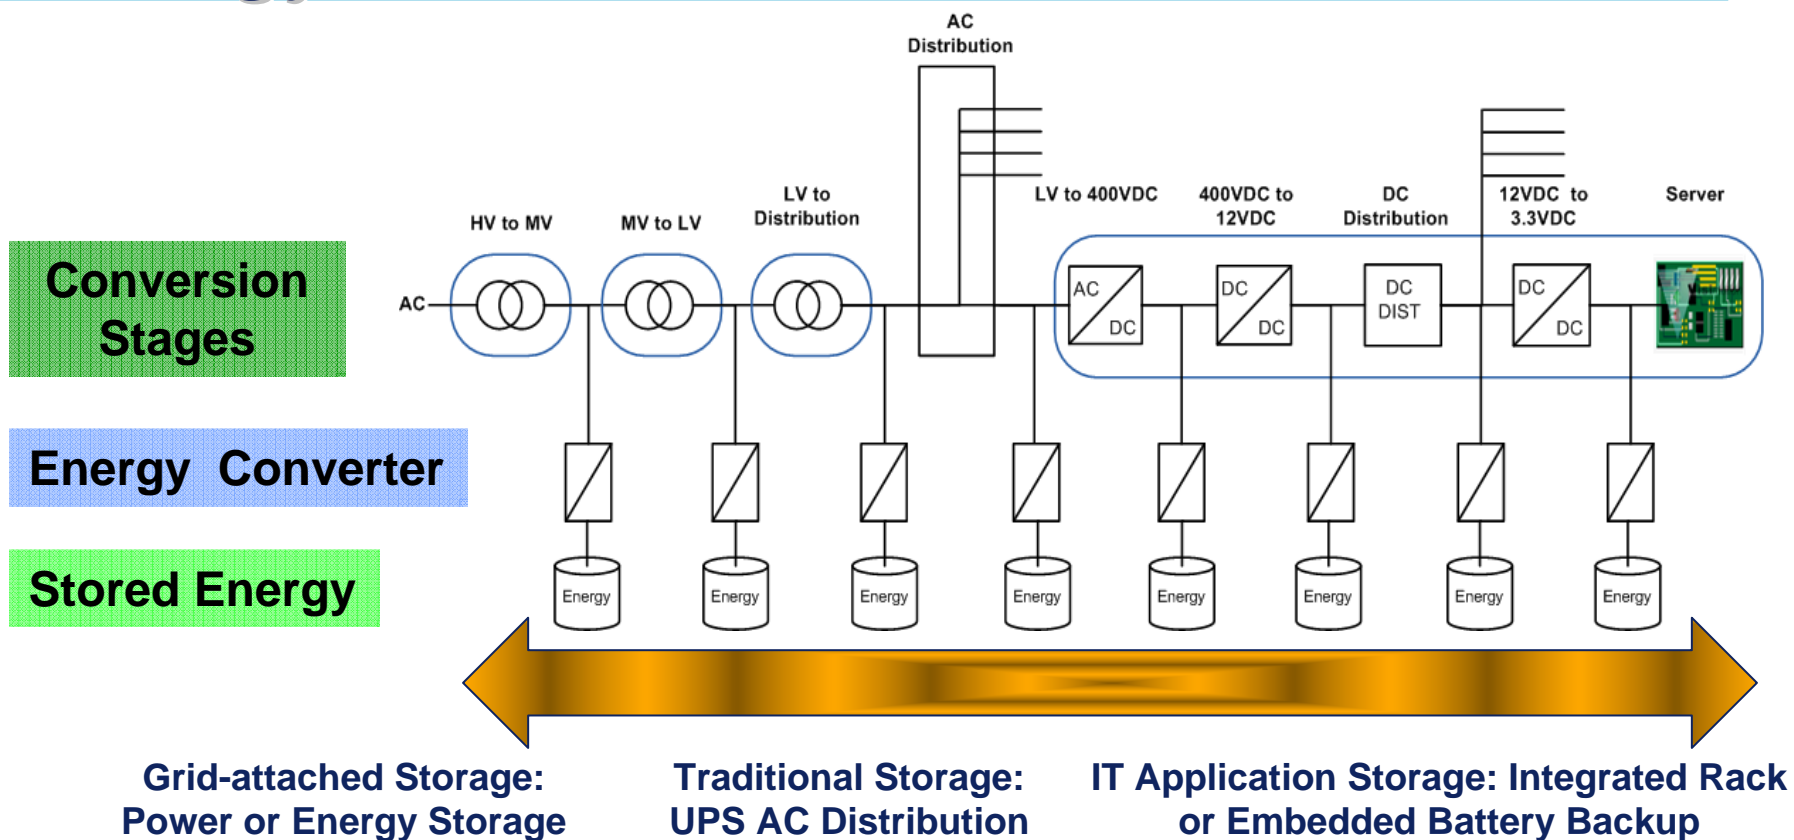 AC
Distribution
LV to
Distribution
LV to 400VDC
400VDC to
12VDC
DC
Distribution
12VDC to
3.3VDC
Server
HV to MV
MV to LV
Conversion
Stages
AC
AC
DC
DC
DC
DC
DIST
DC
DC
Energy Converter
Stored Energy
Energy
Energy
Energy
Energy
Energy
Energy
Energy
Energy
Grid-attached Storage:
Power or Energy Storage
Traditional Storage:
UPS AC Distribution
IT Application Storage: Integrated Rack
or Embedded Battery Backup